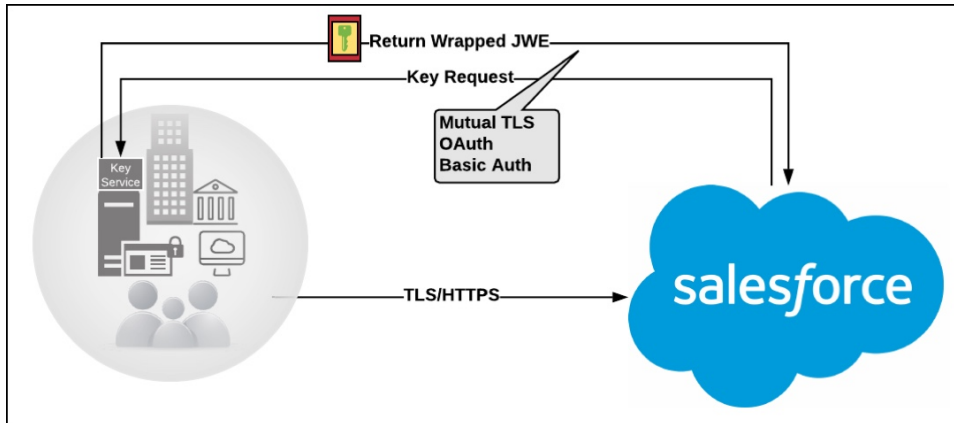 Return Wrapped JWE
Key Request
Mutual TLS
OAuth
Basic Auth
Key
Service
TLS/HTTPS
salesforce